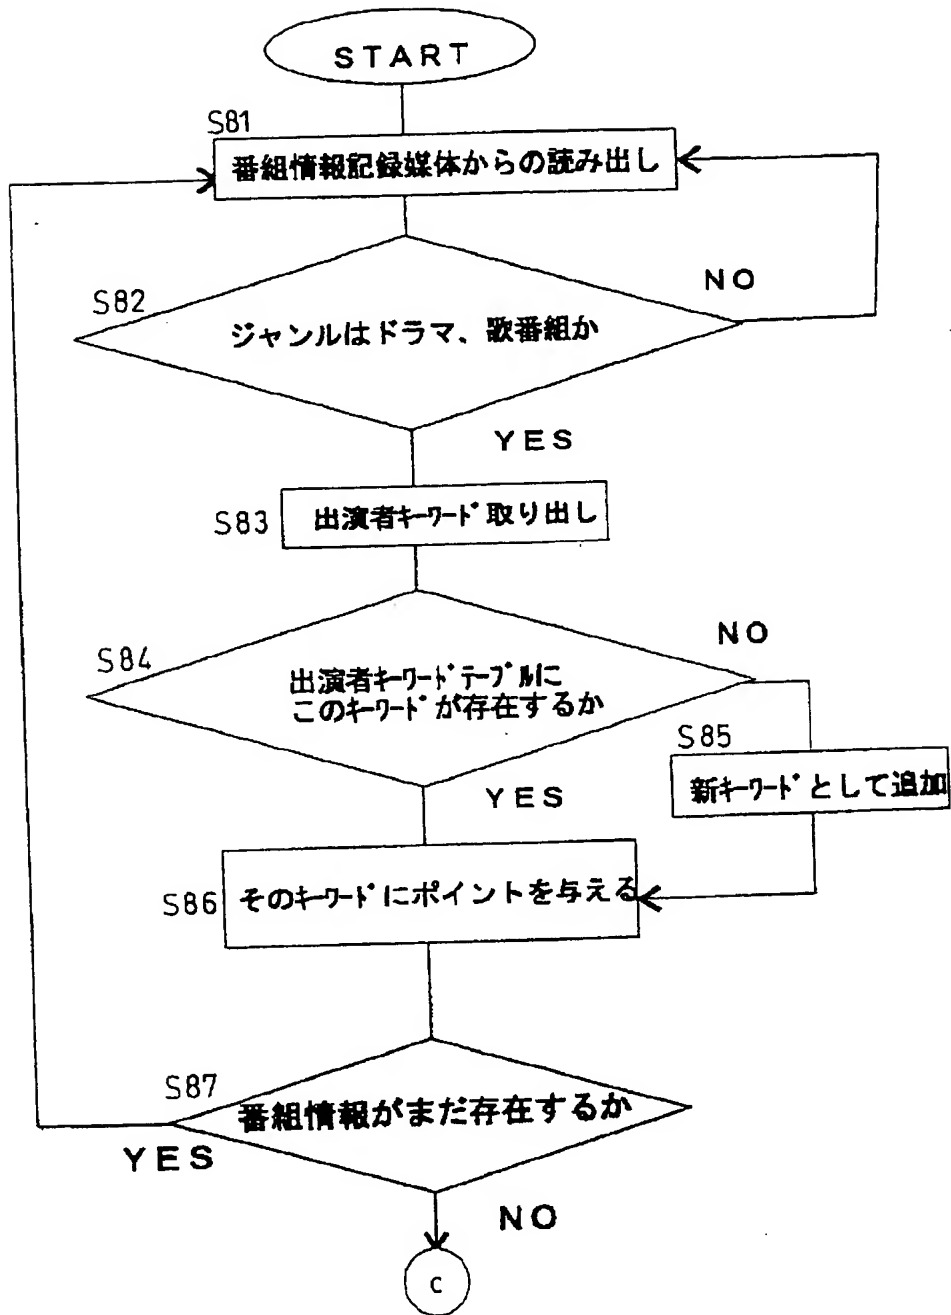 START
S81
番組情報記録媒体からの読み出し
NO
S82
ジャンルはドラマ、歌番組か
YES
S83
出演者ｷｰﾜｰﾄﾞ取り出し
NO
S84
出演者ｷｰﾜｰﾄﾞﾃｰﾌﾞﾙに
このｷｰﾜｰﾄﾞが存在するか
S85
新ｷｰﾜｰﾄﾞとして追加
YES
S86
そのｷｰﾜｰﾄﾞにポイントを与える
S87
番組情報がまだ存在するか
YES
NO
c